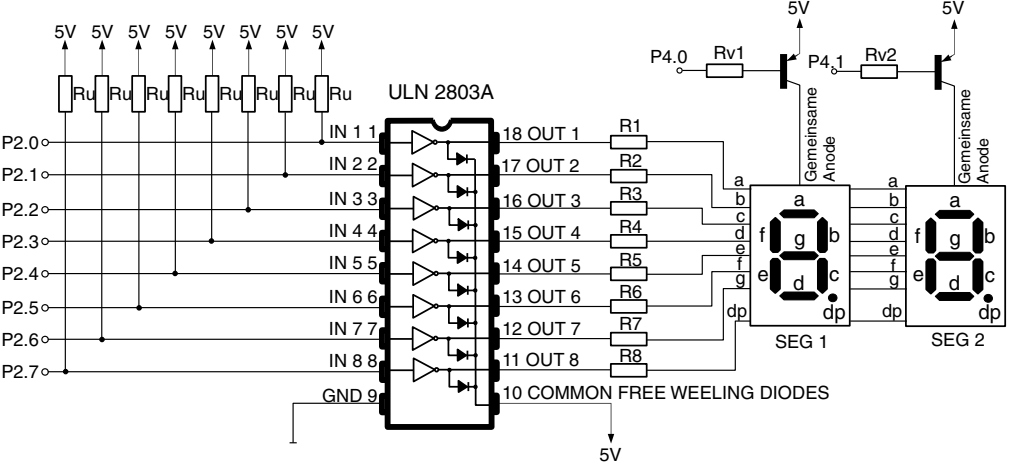 5V 5V 5V 5V 5V 5V 5V 5V
5V 5V
P4.0 Rv1 P4.1 Rv2
Ru Ru Ru Ru Ru Ru Ru Ru
ULN 2803A
Gemeinsame
Anode
Gemeinsame
Anode
P2.0 IN 1 1 18 OUT 1 R1
P2.1 IN 2 2 17 OUT 2 R2
P2.2 IN 3 3 16 OUT 3 R3
P2.3 IN 4 4 15 OUT 4 R4
P2.4 IN 5 5 14 OUT 5 R5
P2.5 IN 6 6 13 OUT 6 R6
P2.6 IN 7 7 12 OUT 7 R7
P2.7 IN 8 8 11 OUT 8 R8
GND 9 10 COMMON FREE WEELING DIODES
5V
a
b
c
d
e
f
g
dp
a
f g b
e d c
dp
SEG 1
a
b
c
d
e
f
g
dp
a
f g b
e d c
dp
SEG 2